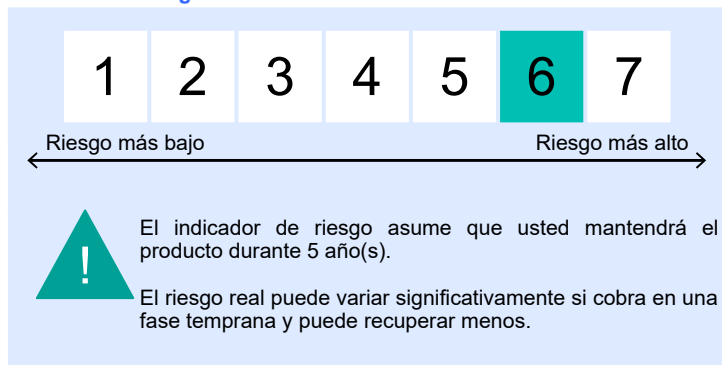 1 2 3 4 5 6 7
Riesgo más bajo Riesgo más alto
!
El indicador de riesgo asume que usted mantendrá el
producto durante 5 año(s).
El riesgo real puede variar significativamente si cobra en una
fase temprana y puede recuperar menos.